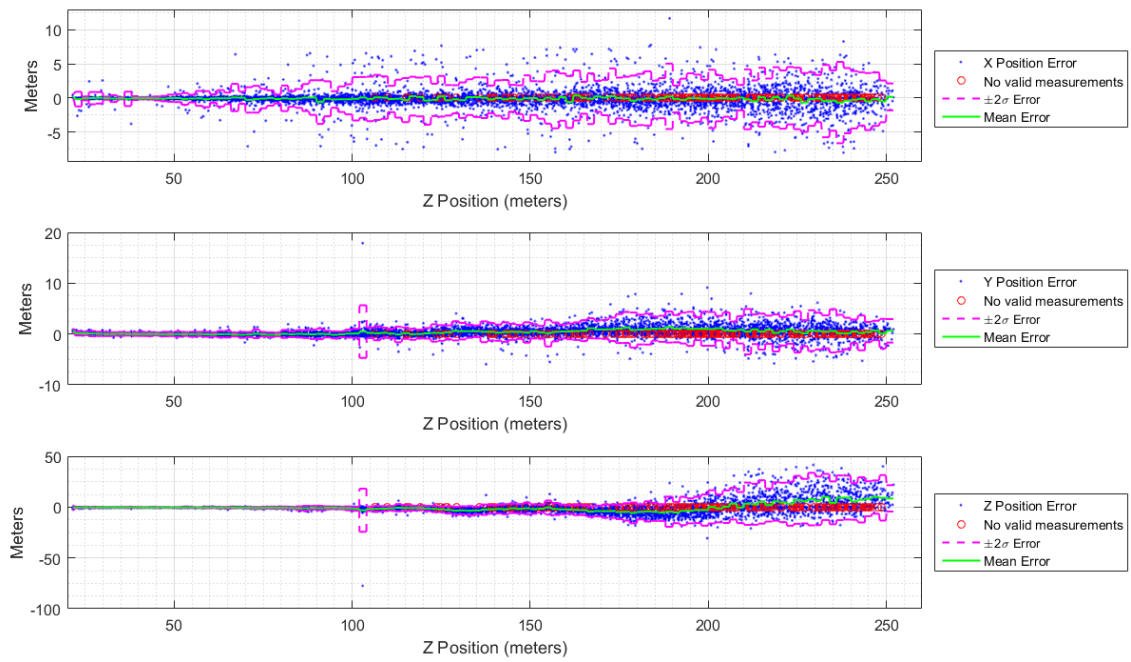 10
5
0
-5
Meters
50
100
150
200
250
Z Position (meters)
X Position Error
No valid measurements
±2σ Error
Mean Error
20
10
0
-10
Meters
50
100
150
200
250
Z Position (meters)
Y Position Error
No valid measurements
±2σ Error
Mean Error
50
0
-50
-100
Meters
50
100
150
200
250
Z Position (meters)
Z Position Error
No valid measurements
±2σ Error
Mean Error